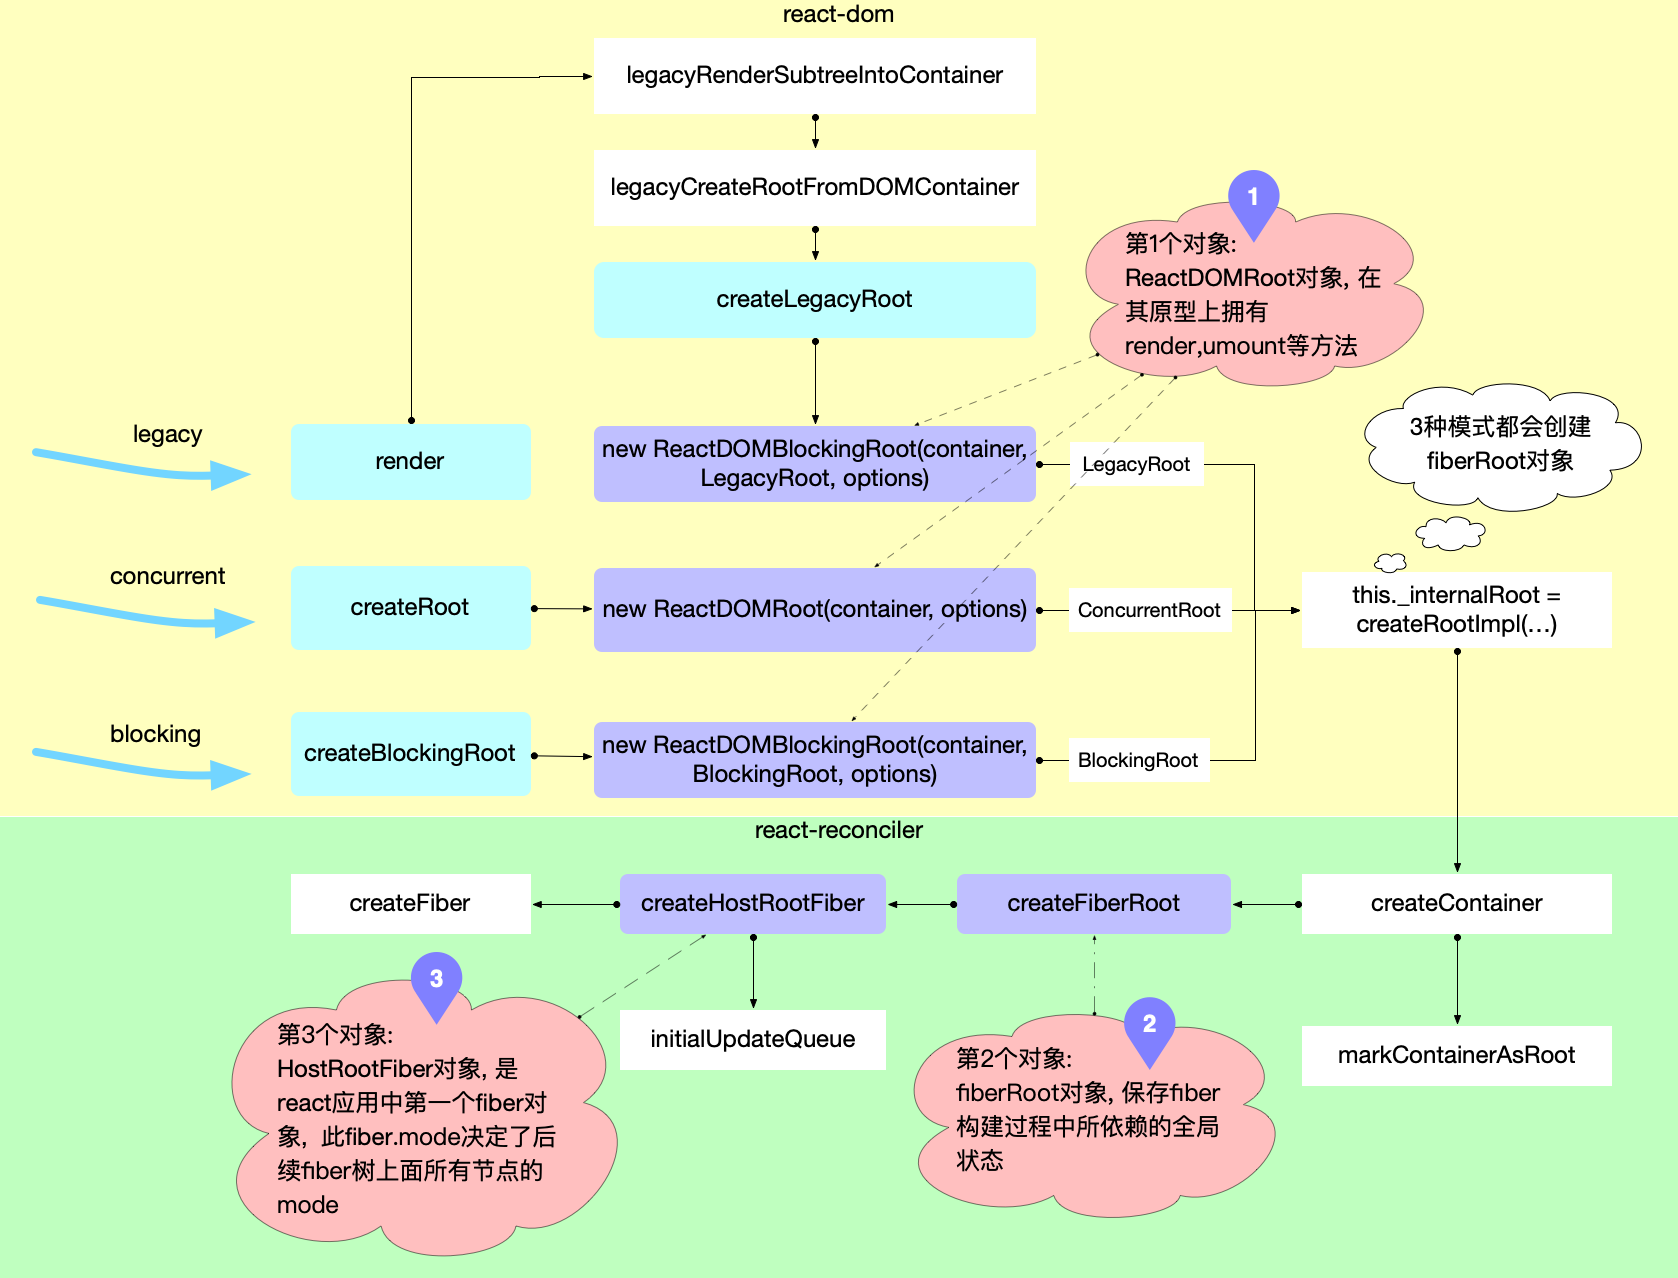 react-dom
legacyRenderSubtreeIntoContainer
legacyCreateRootFromDOMContainer
1
第1个对象:
ReactDOMRoot对象, 在
其原型上拥有
render,umount等方法
createLegacyRoot
3种模式都会创建
fiberRoot对象
legacy
render
new ReactDOMBlockingRoot(container,
LegacyRoot, options)
LegacyRoot
concurrent
createRoot
new ReactDOMRoot(container, options)
ConcurrentRoot
this._internalRoot =
createRootImpl(...)
blocking
createBlockingRoot
new ReactDOMBlockingRoot(container,
BlockingRoot, options)
BlockingRoot
react-reconciler
createFiber
createHostRootFiber
createFiberRoot
createContainer
3
第3个对象:
HostRootFiber对象, 是
react应用中第一个fiber对
象, 此fiber.mode决定了后
续fiber树上面所有节点的
mode
initialUpdateQueue
2
第2个对象:
fiberRoot对象, 保存fiber
构建过程中所依赖的全局
状态
markContainerAsRoot